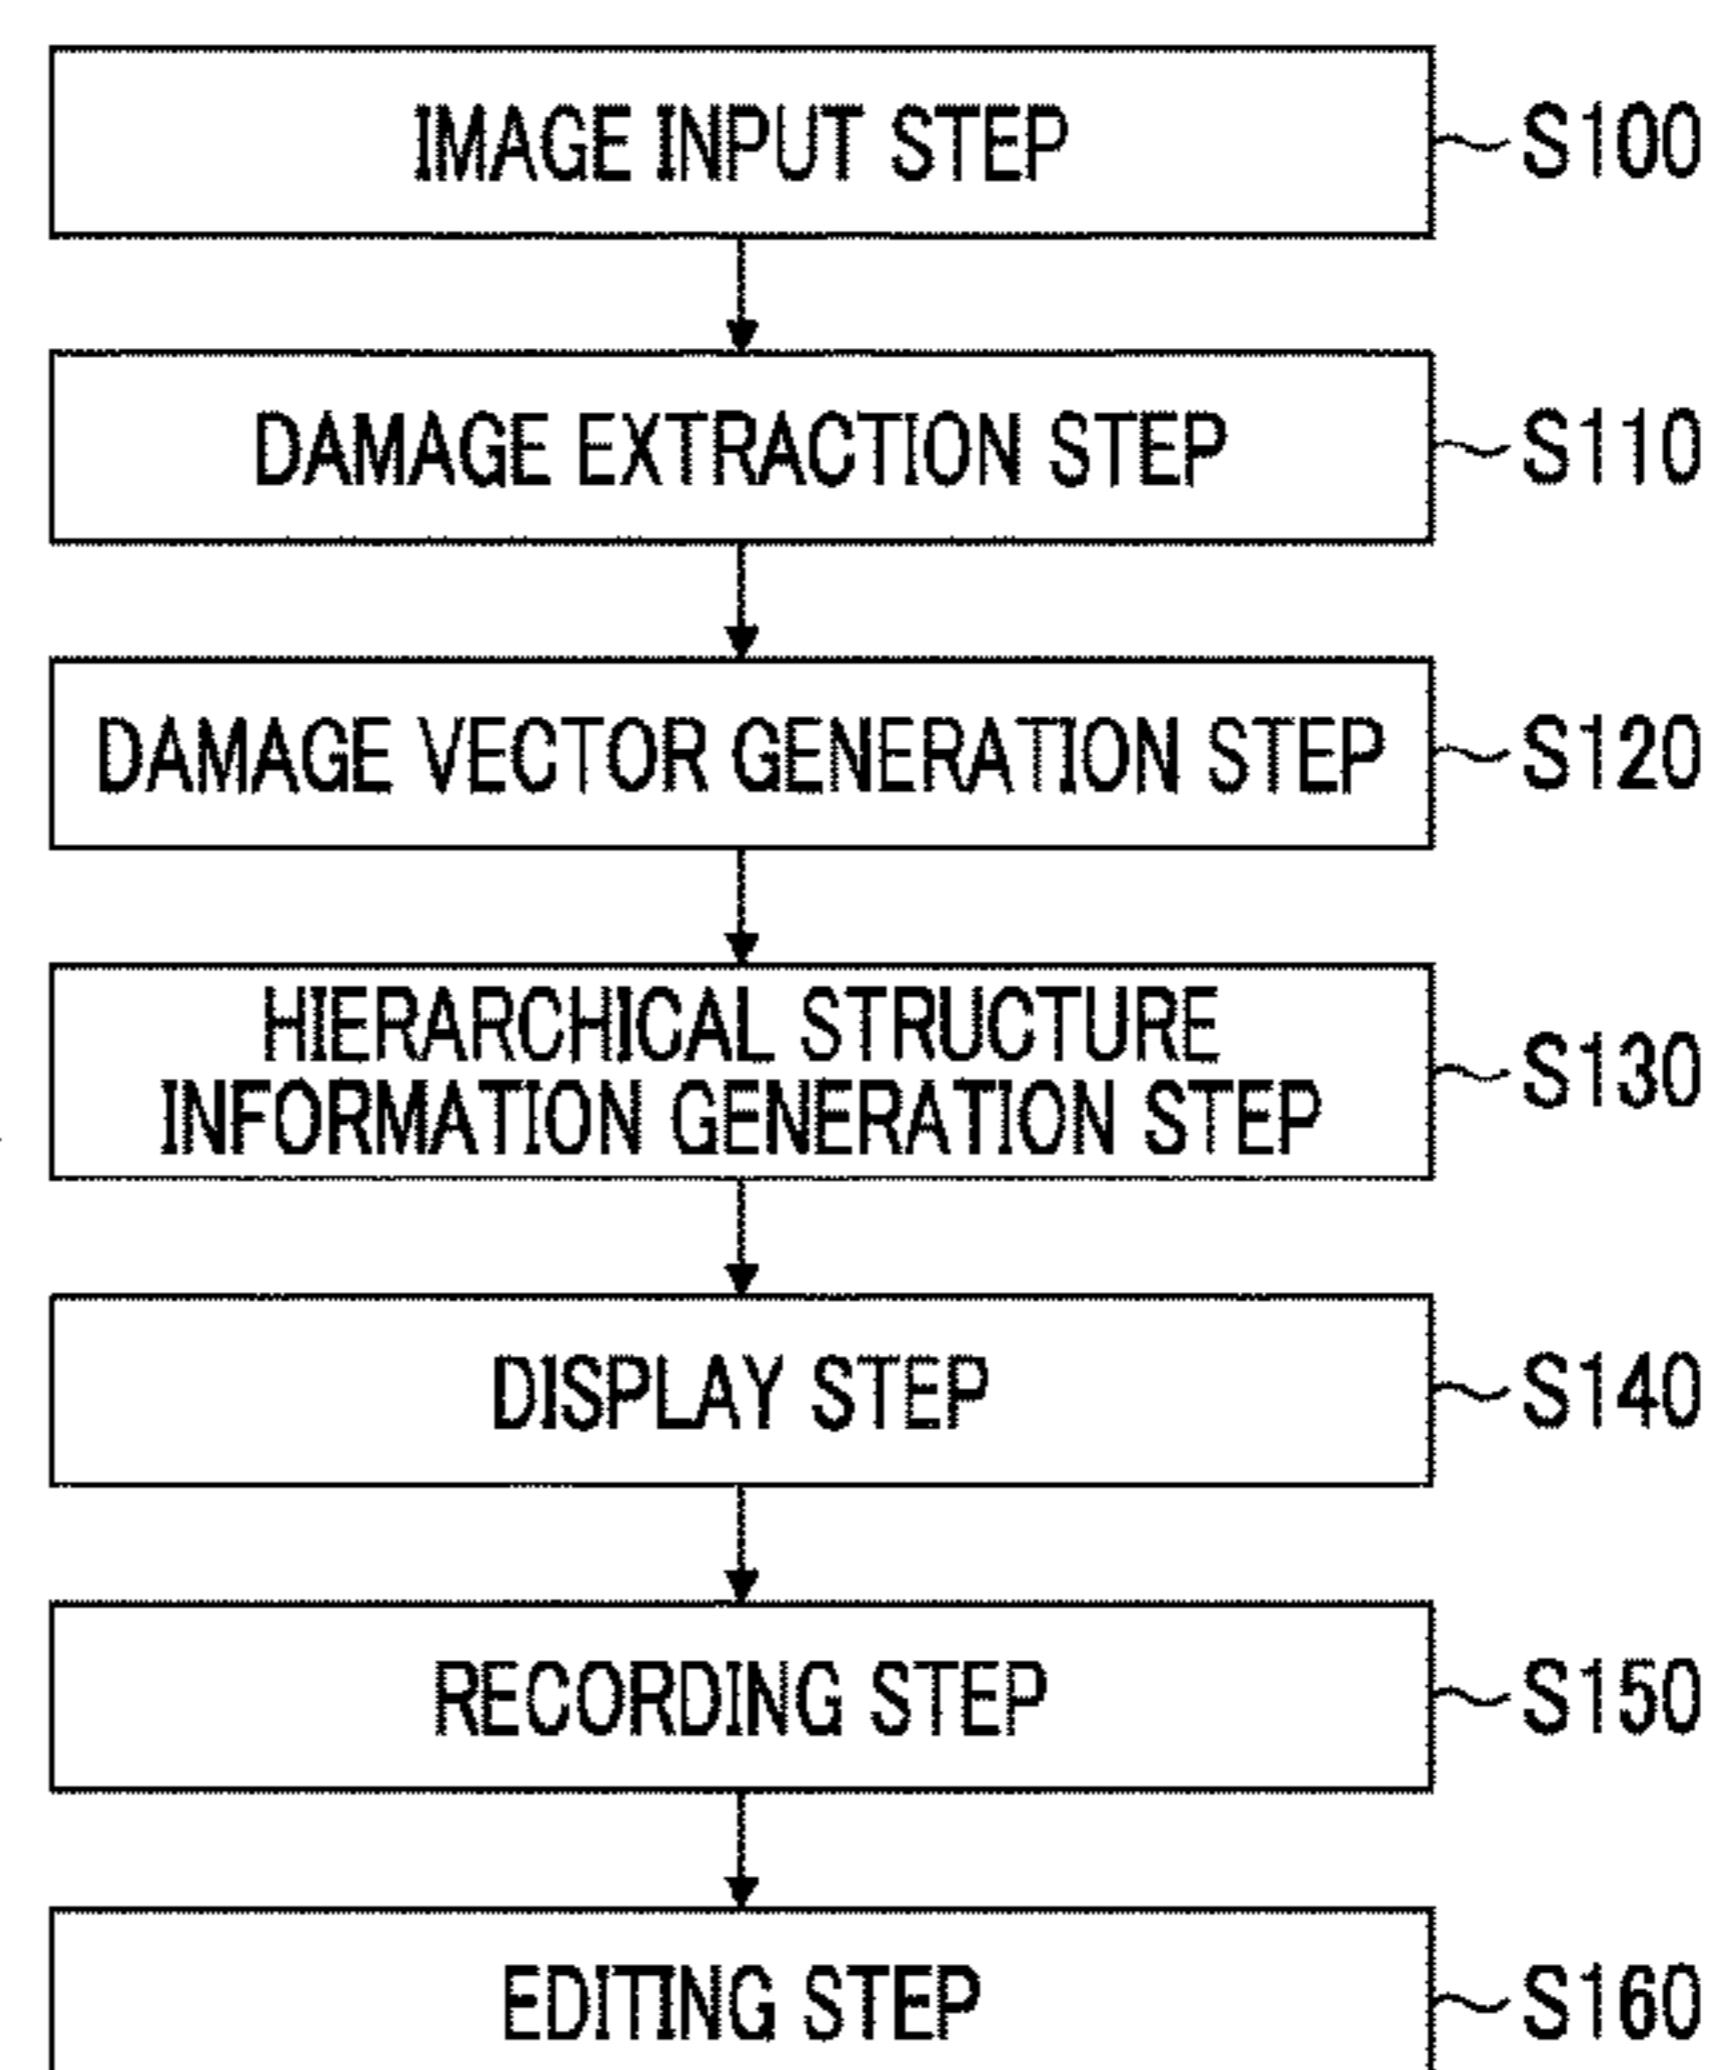 IMAGE INPUT STEP
S100
DAMAGE EXTRACTION STEP
S110
DAMAGE VECTOR GENERATION STEP
S120
HIERARCHICAL STRUCTURE
INFORMATION GENERATION STEP
S130
DISPLAY STEP
S140
RECORDING STEP
S150
EDITING STEP
S160